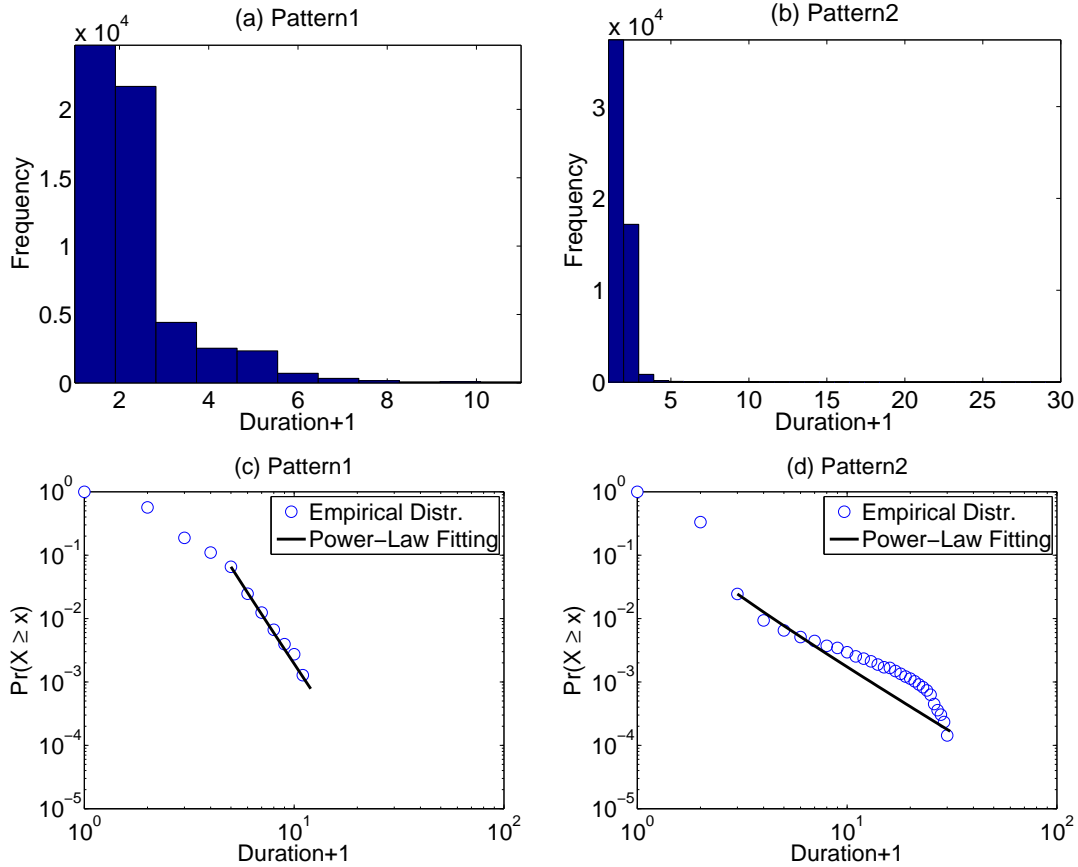 (a) Pattern1
x 10^4
2
1.5
1
0.5
0
2 4 6 8 10
Frequency
Duration+1
(b) Pattern2
x 10^4
3
2
1
0
5 10 15 20 25 30
Frequency
Duration+1
(c) Pattern1
Empirical Distr.
Power−Law Fitting
10^0
10^−1
10^−2
10^−3
10^−4
10^−5
10^0 10^1 10^2
Pr(X ≥ x)
Duration+1
(d) Pattern2
Empirical Distr.
Power−Law Fitting
10^0
10^−1
10^−2
10^−3
10^−4
10^−5
10^0 10^1 10^2
Pr(X ≥ x)
Duration+1